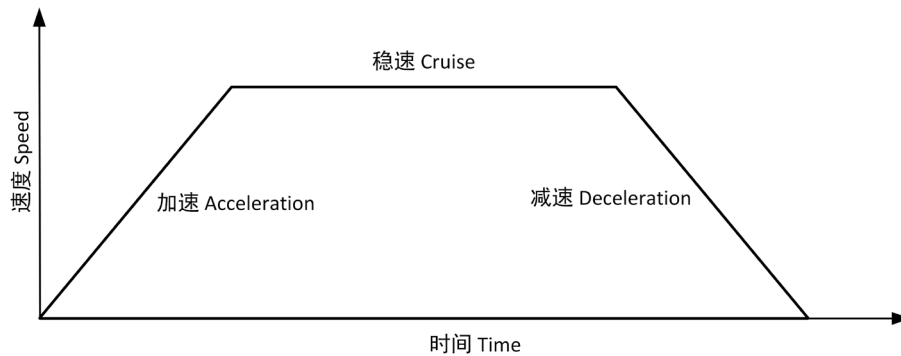 稳速 Cruise
速度 Speed
加速 Acceleration
减速 Deceleration
时间 Time